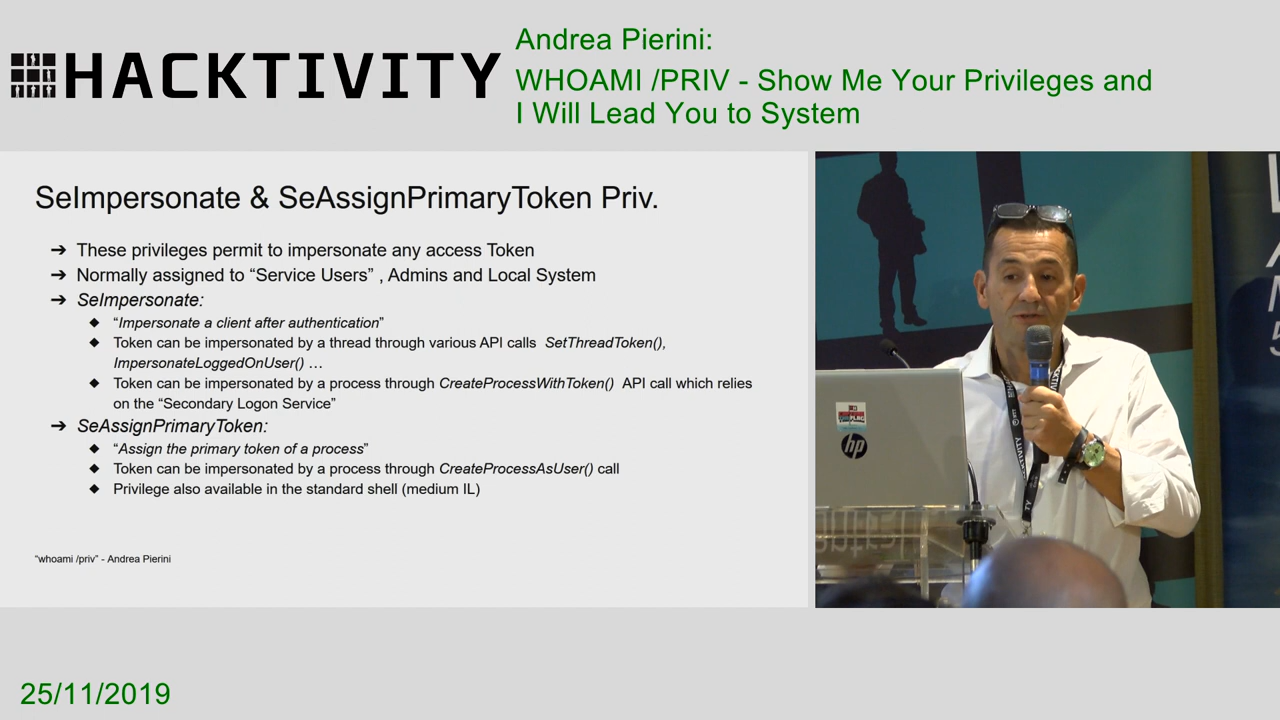 HACKTIVITY
Andrea Pierini:
WHOAMI /PRIV - Show Me Your Privileges and
I Will Lead You to System
SeImpersonate & SeAssignPrimaryToken Priv.
➔ These privileges permit to impersonate any access Token
➔ Normally assigned to “Service Users” , Admins and Local System
➔ SeImpersonate:
◆ “Impersonate a client after authentication”
◆ Token can be impersonated by a thread through various API calls SetThreadToken(),
ImpersonateLoggedOnUser() …
◆ Token can be impersonated by a process through CreateProcessWithToken() API call which relies
on the “Secondary Logon Service”
➔ SeAssignPrimaryToken:
◆ “Assign the primary token of a process”
◆ Token can be impersonated by a process through CreateProcessAsUser() call
◆ Privilege also available in the standard shell (medium IL)
“whoami /priv” - Andrea Pierini
hp
25/11/2019